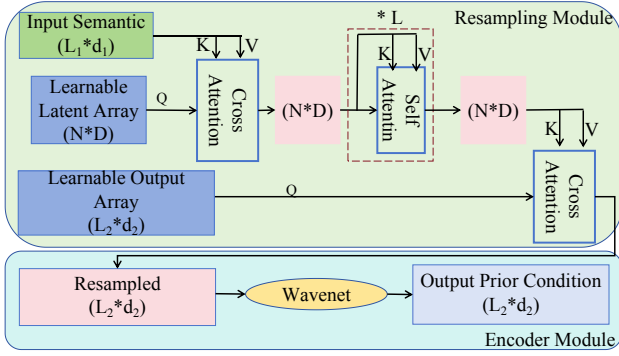 Input Semantic
(L₁*d₁)
* L
Resampling Module
K
V
K
V
Learnable
Latent Array
(N*D)
Q
Cross
Attention
(N*D)
Self
Attentin
(N*D)
K
V
Learnable Output
Array
(L₂*d₂)
Q
Cross
Attention
Resampled
(L₂*d₂)
Wavenet
Output Prior Condition
(L₂*d₂)
Encoder Module